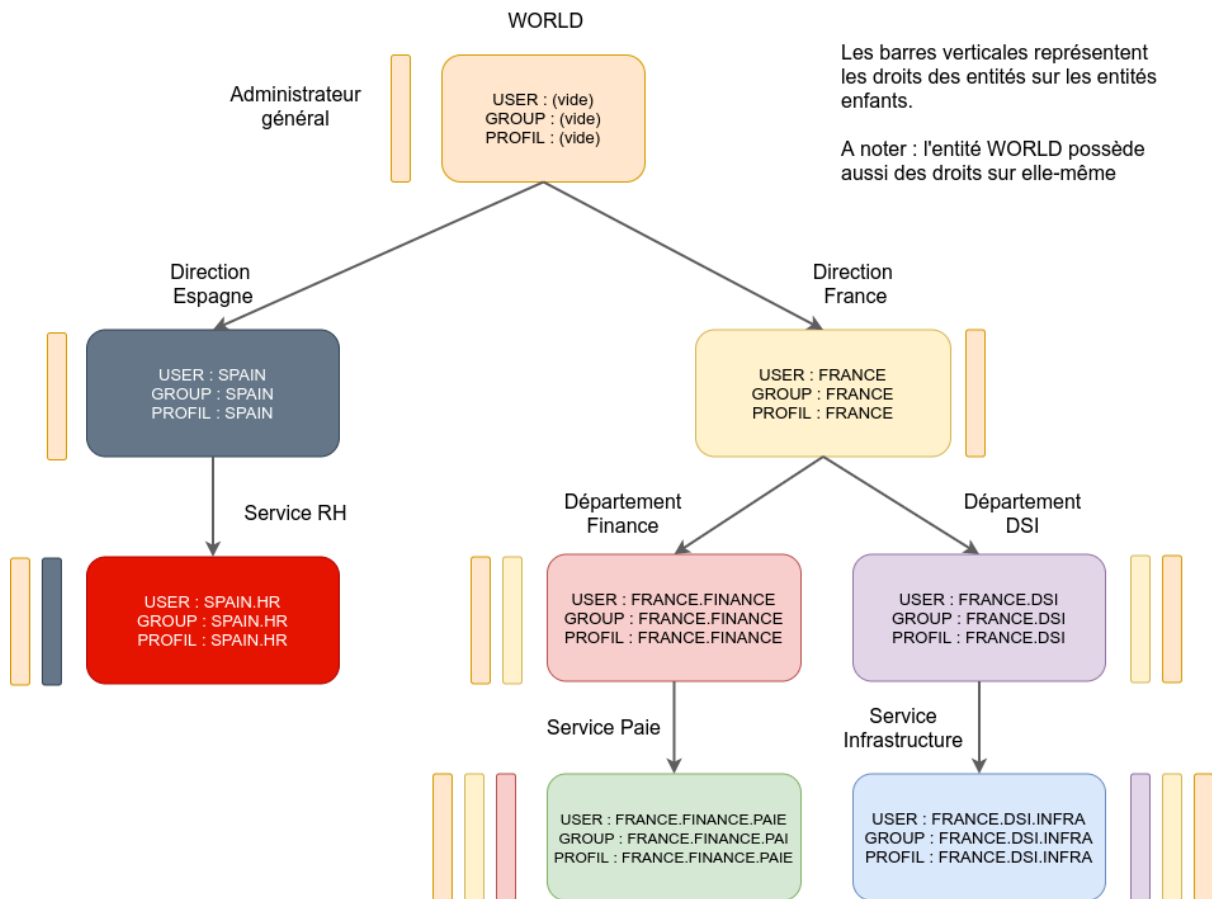 WORLD
Administrateur
général
USER : (vide)
GROUP : (vide)
PROFIL : (vide)
Les barres verticales représentent
les droits des entités sur les entités
enfants.
A noter : l'entité WORLD possède
aussi des droits sur elle-même
Direction
Espagne
Direction
France
USER : SPAIN
GROUP : SPAIN
PROFIL : SPAIN
USER : FRANCE
GROUP : FRANCE
PROFIL : FRANCE
Service RH
Département
Finance
Département
DSI
USER : SPAIN.HR
GROUP : SPAIN.HR
PROFIL : SPAIN.HR
USER : FRANCE.FINANCE
GROUP : FRANCE.FINANCE
PROFIL : FRANCE.FINANCE
USER : FRANCE.DSI
GROUP : FRANCE.DSI
PROFIL : FRANCE.DSI
Service Paie
Service
Infrastructure
USER : FRANCE.FINANCE.PAIE
GROUP : FRANCE.FINANCE.PAI
PROFIL : FRANCE.FINANCE.PAIE
USER : FRANCE.DSI.INFRA
GROUP : FRANCE.DSI.INFRA
PROFIL : FRANCE.DSI.INFRA